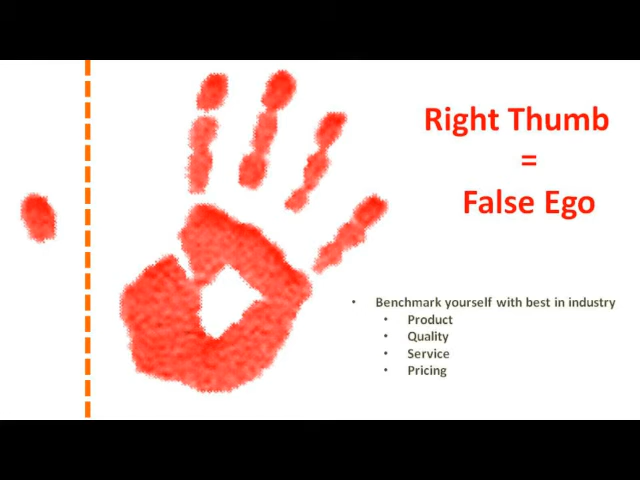 Right Thumb
=
False Ego
• Benchmark yourself with best in industry
• Product
• Quality
• Service
• Pricing